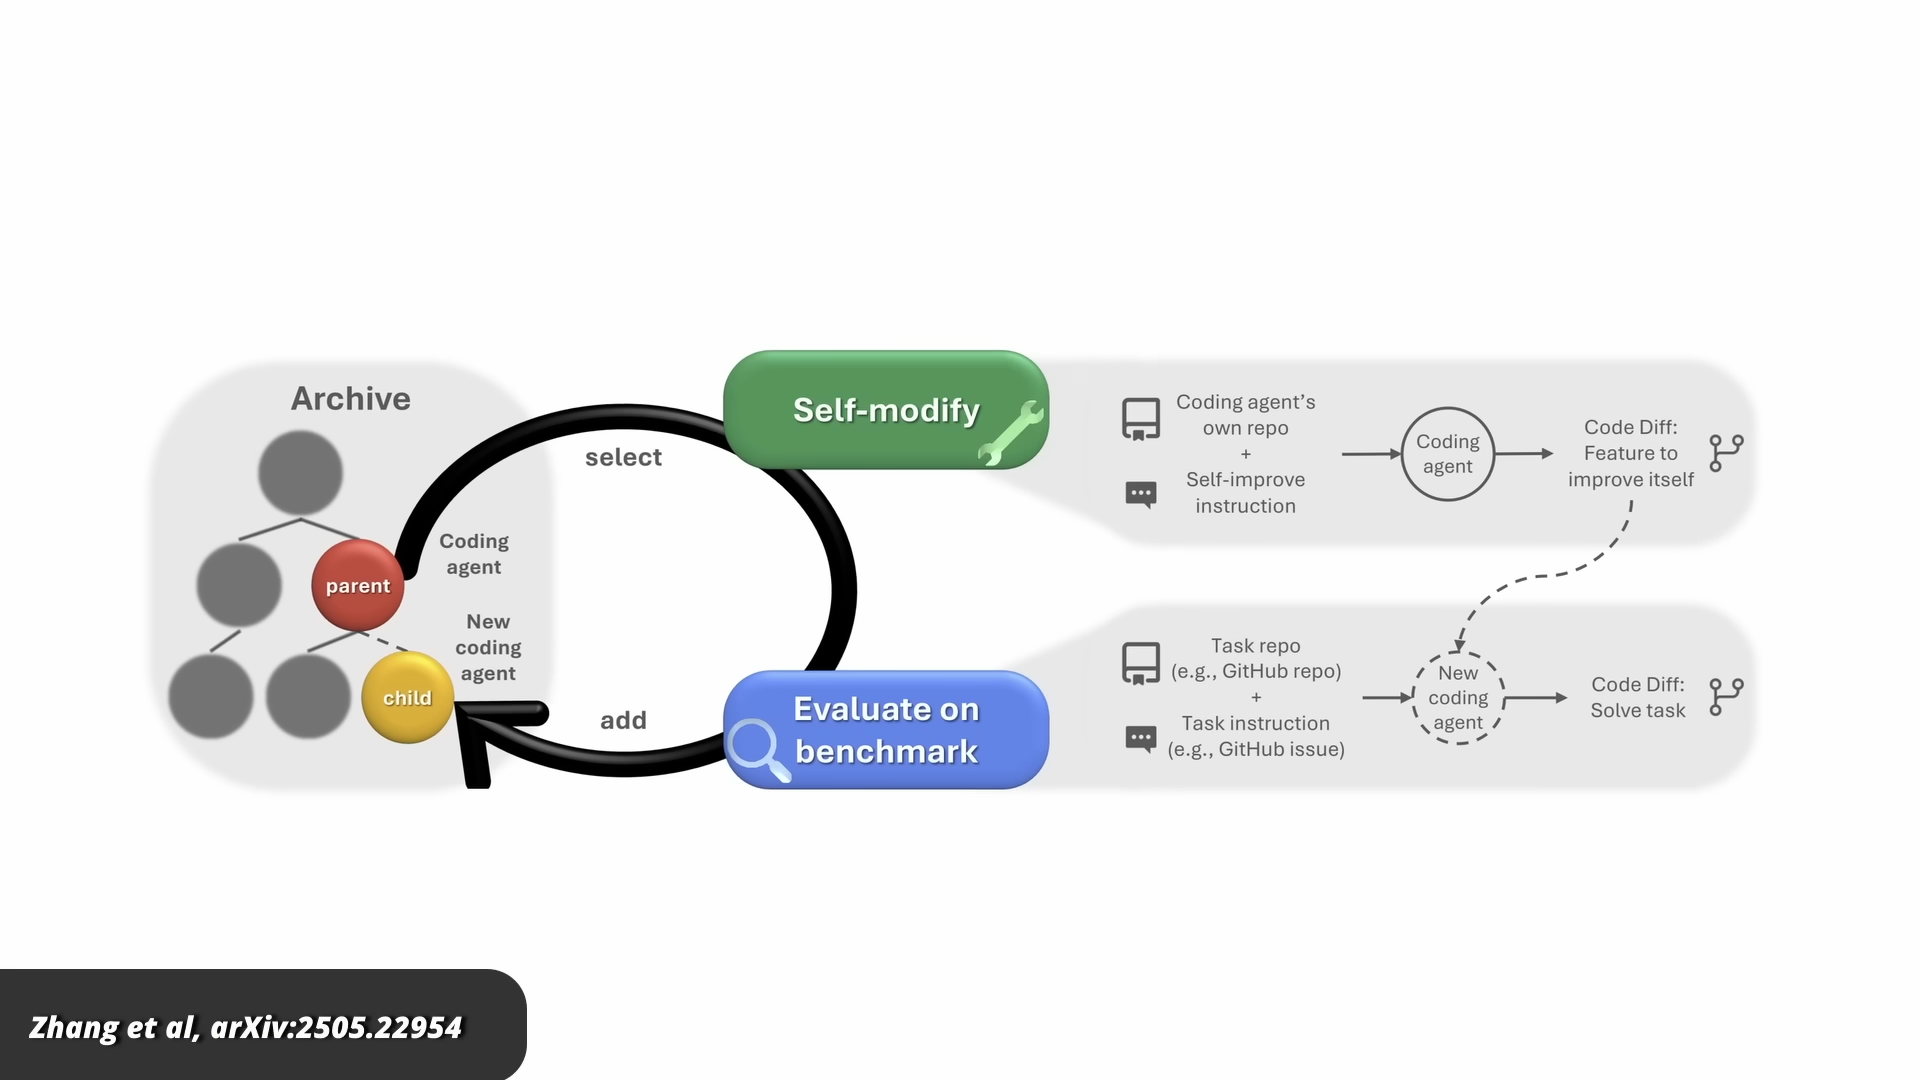 Archive
parent
child
Coding
agent
New
coding
agent
select
add
Self-modify
Evaluate on
benchmark
Coding agent’s
own repo
+
Self-improve
instruction
Coding
agent
Code Diff:
Feature to
improve itself
Task repo
(e.g., GitHub repo)
+
Task instruction
(e.g., GitHub issue)
New
coding
agent
Code Diff:
Solve task
Zhang et al, arXiv:2505.22954